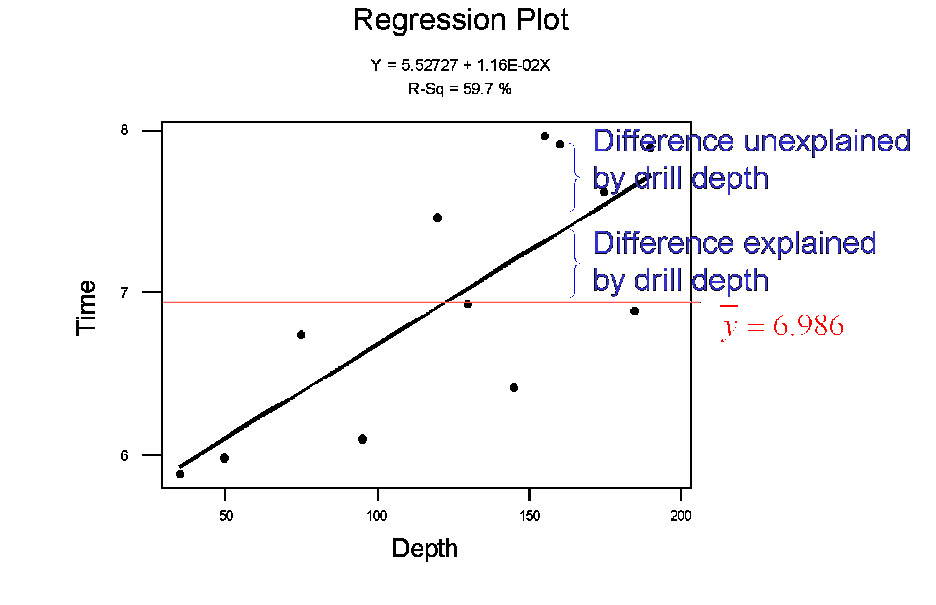 Regression Plot
Y = 5.52727 + 1.16E-02X
R-Sq = 59.7 %
8
Difference unexplained
by drill depth
Difference explained
by drill depth
7
Time
y̅ = 6.986
6
50 100 150 200
Depth